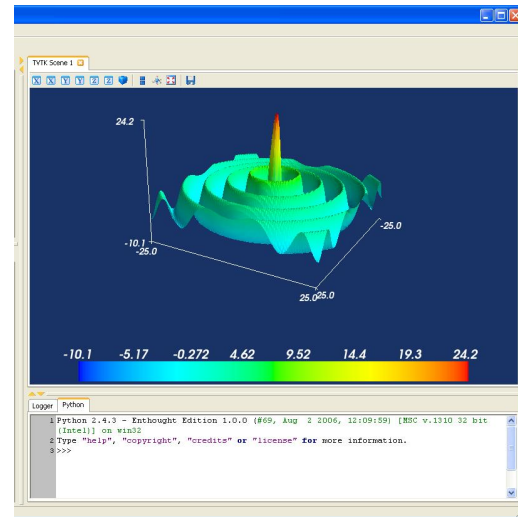 TVTK Scene 1
X X Y Y Z Z
24.2
-10.1
-25.0
-25.0
25.0
25.0
-10.1 -5.17 -0.272 4.62 9.52 14.4 19.3 24.2
Logger Python
1 Python 2.4.3 - Enthought Edition 1.0.0 (#69, Aug 2 2006, 12:09:59) [MSC v.1310 32 bit
(Intel)] on win32
2 Type "help", "copyright", "credits" or "license" for more information.
3 >>>